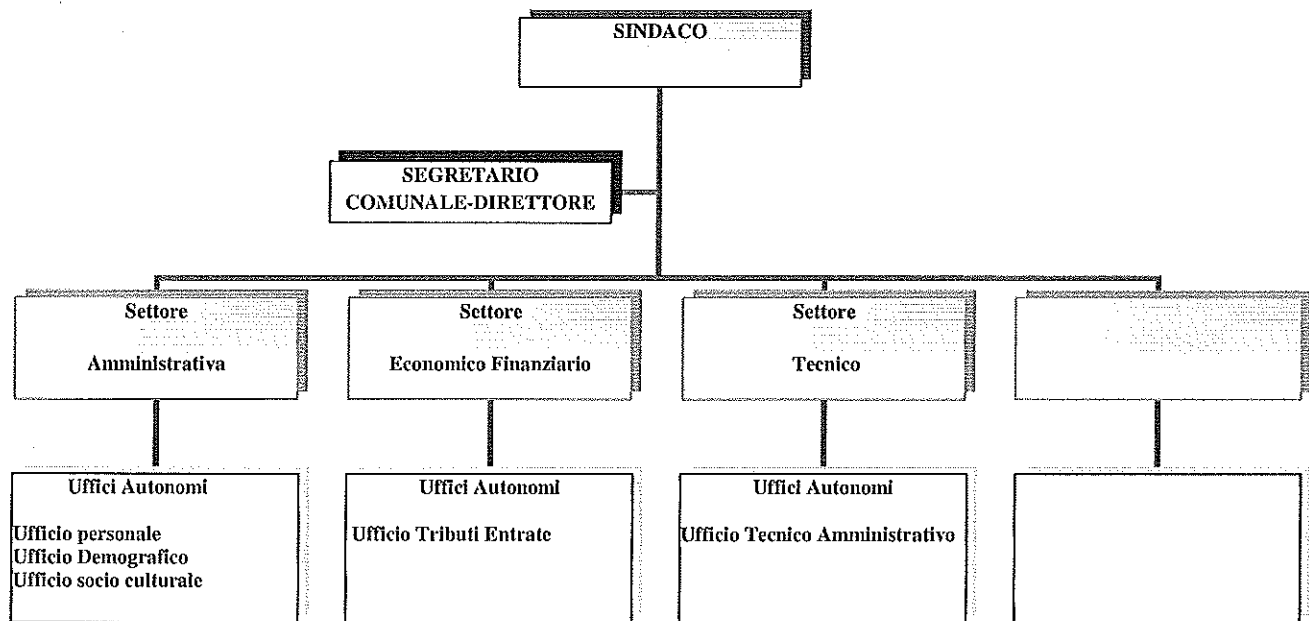 SINDACO
SEGRETARIO
COMUNALE-DIRETTORE
Settore
Amministrativa
Settore
Economico Finanziario
Settore
Tecnico
Uffici Autonomi
Ufficio personale
Ufficio Demografico
Ufficio socio culturale
Uffici Autonomi
Ufficio Tributi Entrate
Uffici Autonomi
Ufficio Tecnico Amministrativo